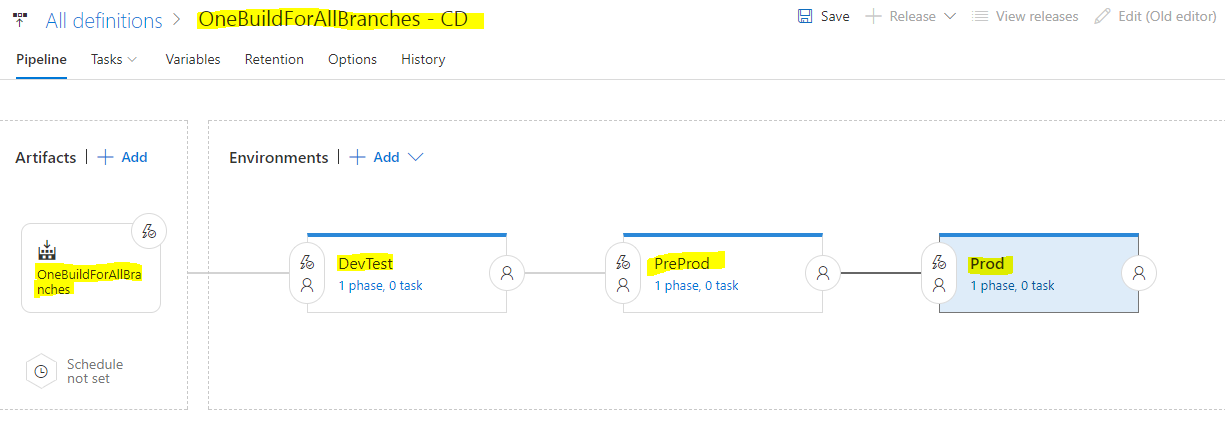 All definitions > OneBuildForAllBranches - CD
Save
Release
View releases
Edit (Old editor)
Pipeline
Tasks
Variables
Retention
Options
History
Artifacts | + Add
Environments | + Add
OneBuildForAllBra
nches
DevTest
1 phase, 0 task
PreProd
1 phase, 0 task
Prod
1 phase, 0 task
Schedule
not set